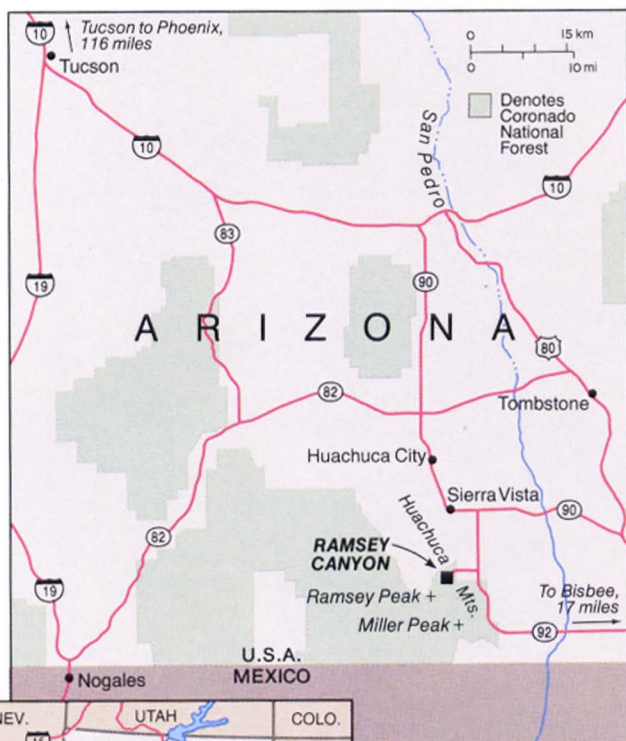 10
Tucson to Phoenix,
116 miles
Tucson
0 15 km
0 10 mi
Denotes
Coronado
National
Forest
San Pedro
10
10
83
19
90
ARIZONA
80
82
Tombstone
Huachuca City
Sierra Vista
90
Huachuca
Mts.
RAMSEY
CANYON
82
19
Ramsey Peak +
Miller Peak +
To Bisbee,
17 miles
92
U.S.A.
MEXICO
Nogales
NEV. UTAH COLO.
15